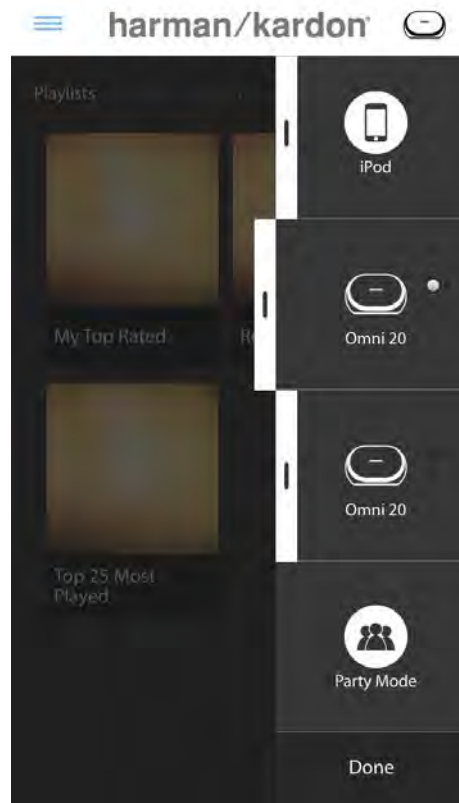 harman/kardon
Playlists
iPod
My Top Rated
Omni 20
Omni 20
Top 25 Most
Played
Party Mode
Done